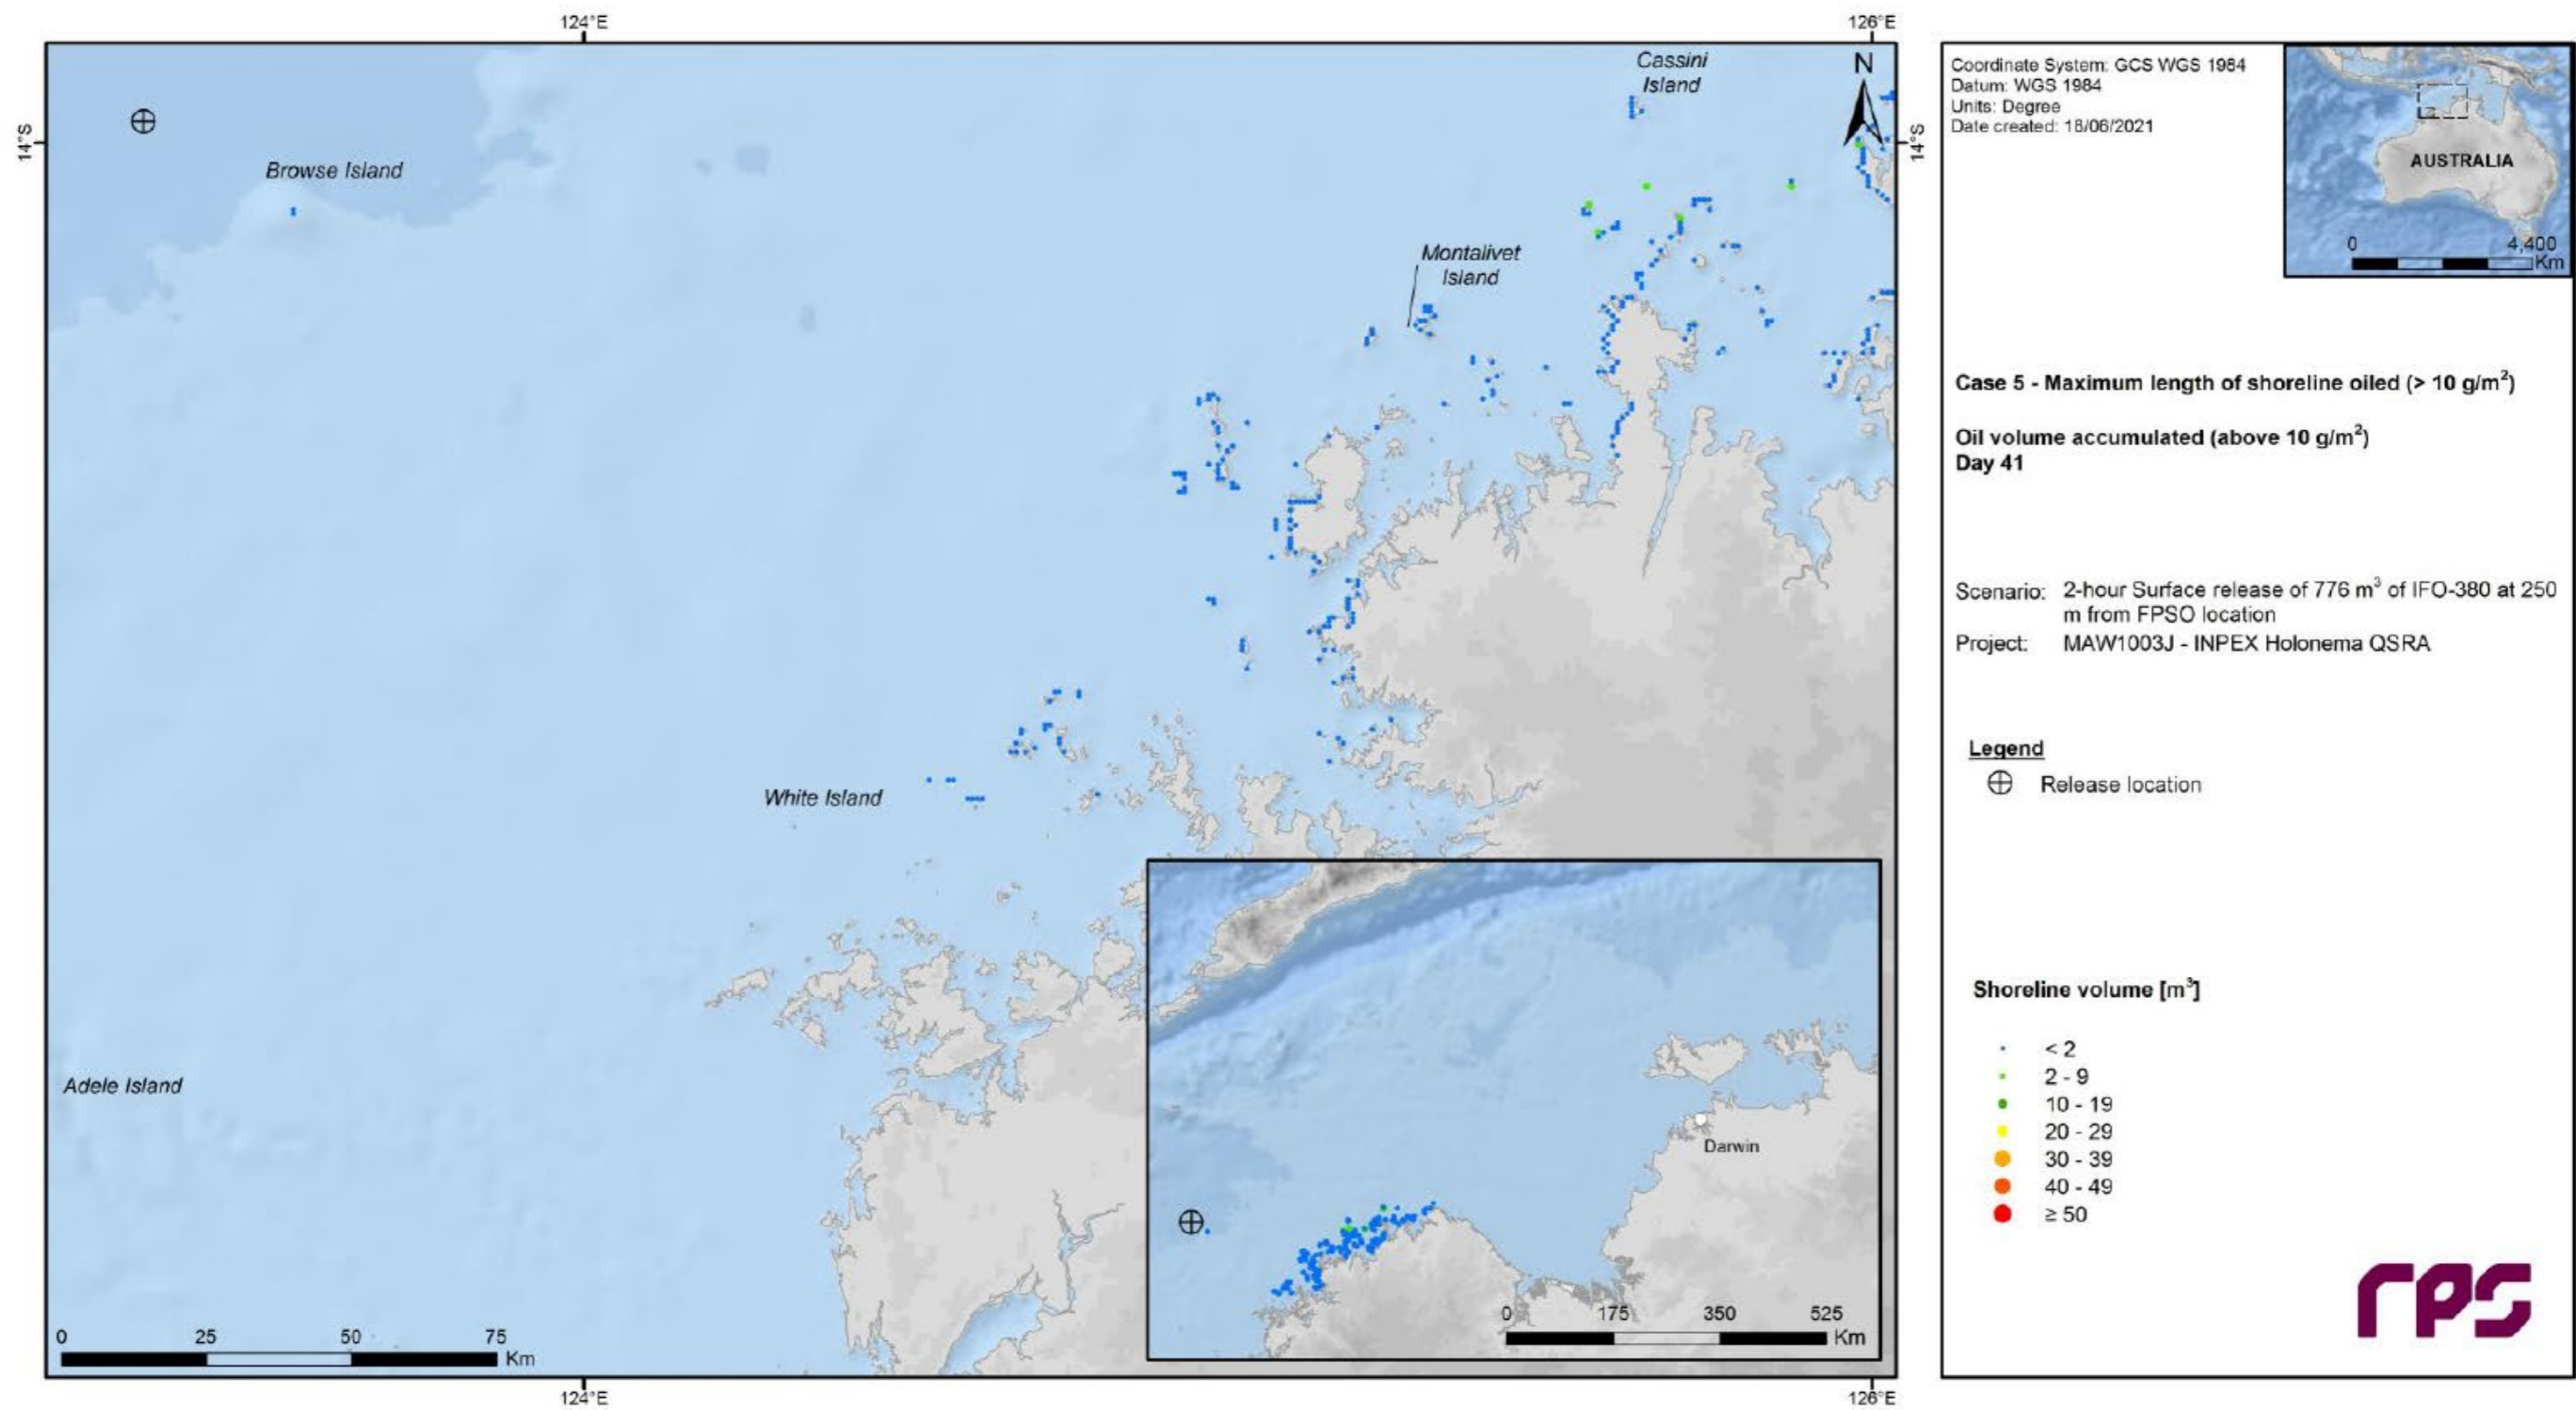 124°E
126°E
Cassini
Island
N
14°S
14°S
Browse Island
Montalivet
Island
White Island
Adele Island
Darwin
0 175 350 525
Km
0 25 50 75
Km
124°E
126°E
Coordinate System: GCS WGS 1984
Datum: WGS 1984
Units: Degree
Date created: 18/06/2021
AUSTRALIA
0 4,400
Km
Case 5 - Maximum length of shoreline oiled (> 10 g/m²)
Oil volume accumulated (above 10 g/m²)
Day 41
Scenario: 2-hour Surface release of 776 m³ of IFO-380 at 250
m from FPSO location
Project: MAW1003J - INPEX Holonema QSRA
Legend
Release location
Shoreline volume [m³]
< 2
2 - 9
10 - 19
20 - 29
30 - 39
40 - 49
≥ 50
rps